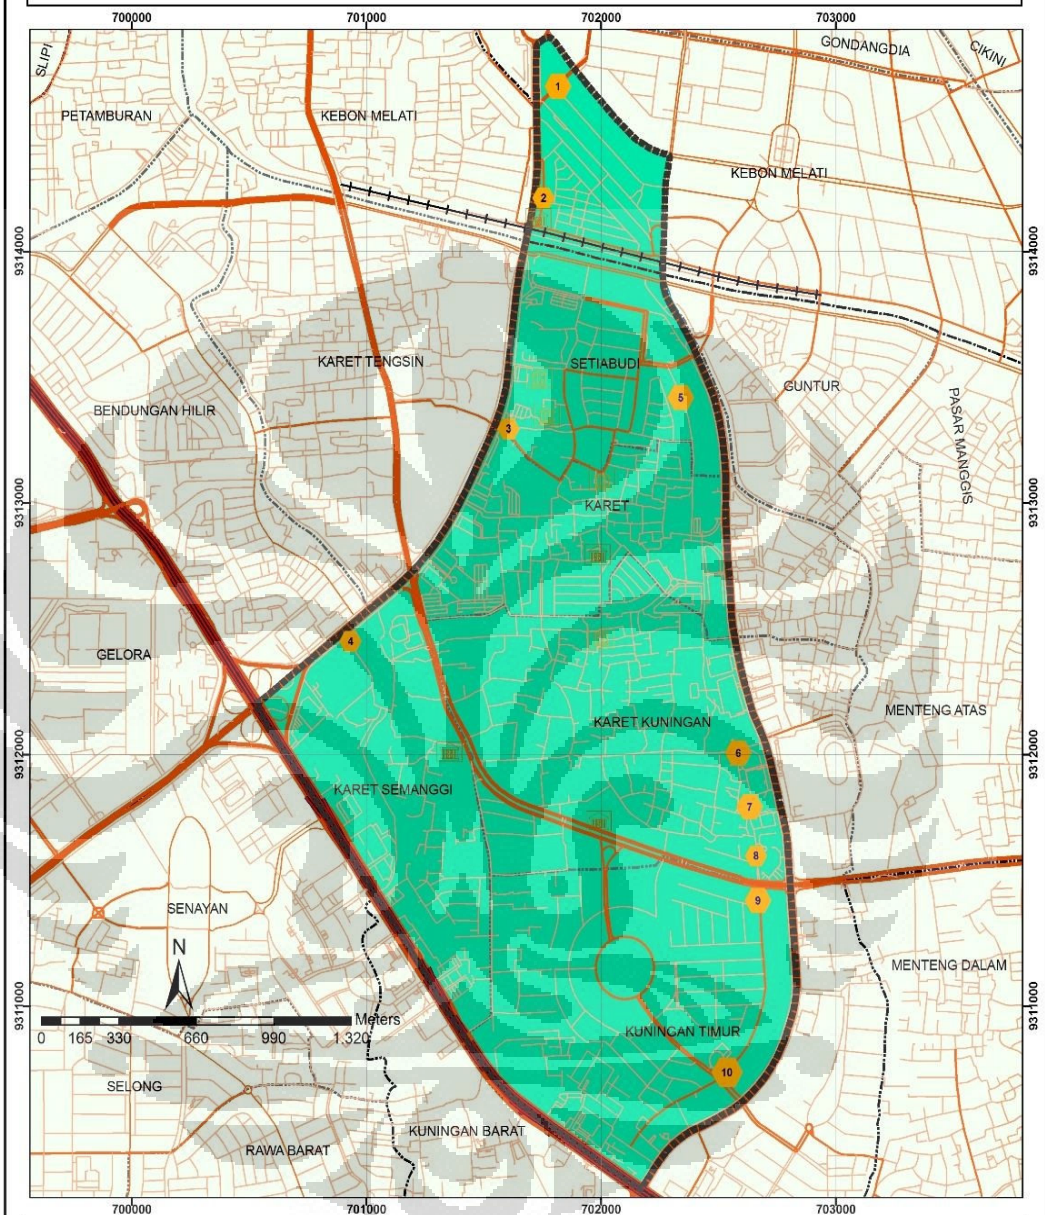 700000 701000 702000 703000
SLIPI
GONDANGDIA
CIKINI
PETAMBURAN
KEBON MELATI
1
KEBON MELATI
2
9314000
9314000
KARET TENGSIN
SETIABUDI
GUNTUR
PASAR MANGGIS
BENDUNGAN HILIR
5
3
9313000
KARET
9313000
4
GELORA
MENTENG ATAS
KARET KUNINGAN
6
9312000
9312000
KARET SEMANGGI
7
8
9
SENAYAN
N
MENTENG DALAM
9311000
9311000
Meters
0 165 330 660 990 1.320
KUNINGAN TIMUR
10
SELONG
KUNINGAN BARAT
RAWA BARAT
700000 701000 702000 703000